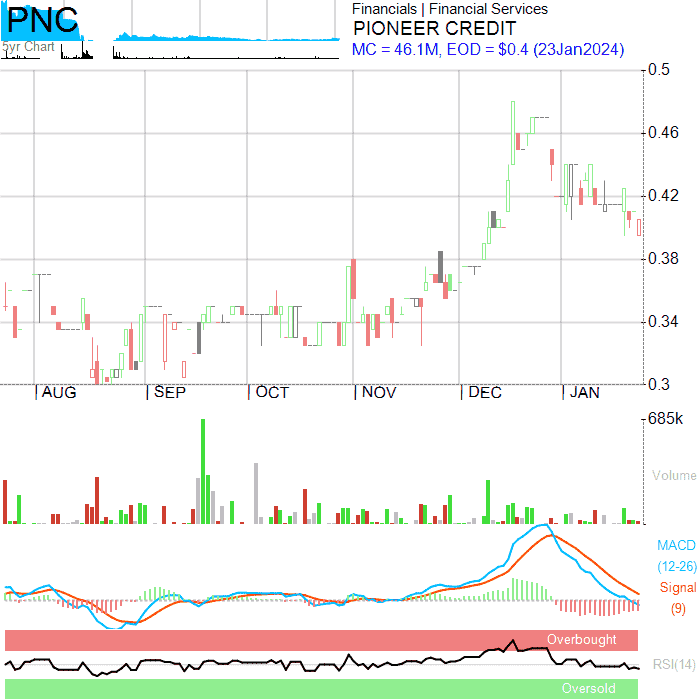 PNC
5yr Chart
Financials | Financial Services
PIONEER CREDIT
MC = 46.1M, EOD = $0.4 (23Jan2024)
0.5
0.46
0.42
0.38
0.34
0.3
AUG SEP OCT NOV DEC JAN
685k
Volume
MACD
(12-26)
Signal
(9)
Overbought
RSI(14)
Oversold